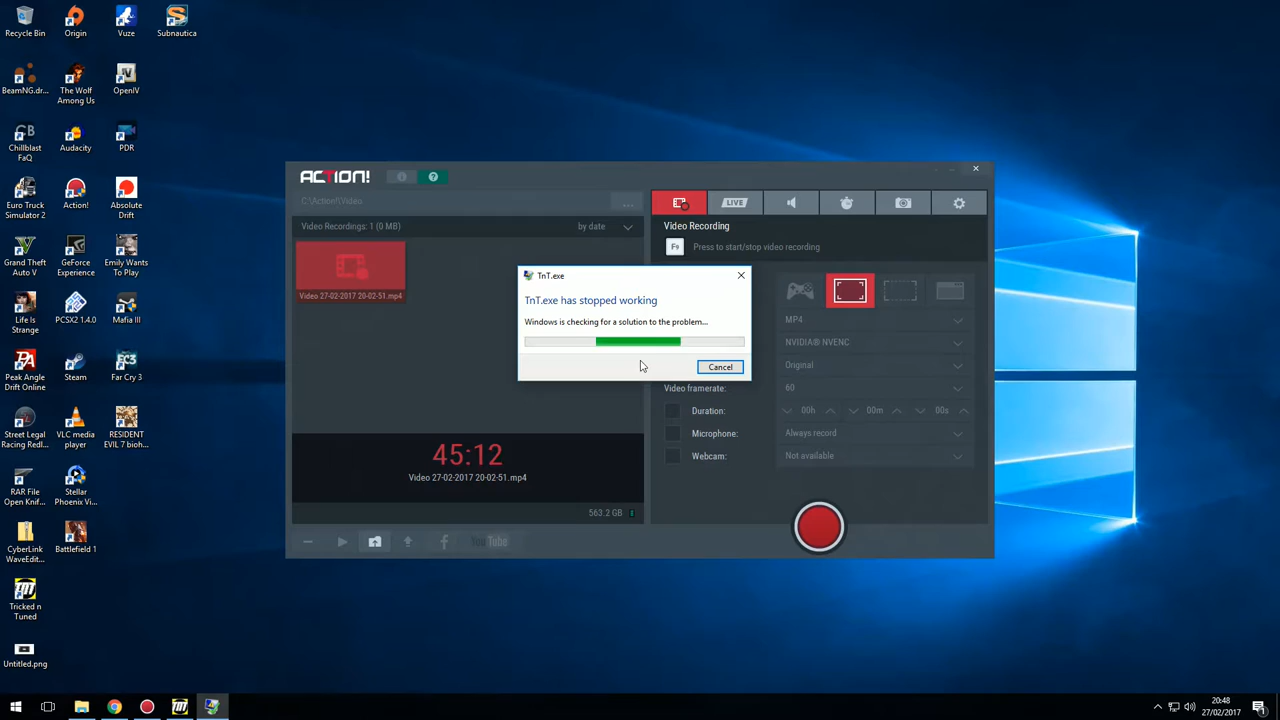 Recycle Bin
Origin
Vuze
Subnautica
BeamNG.dr...
The Wolf
Among Us
OpenIV
Chillblast
FaQ
Audacity
PDR
Euro Truck
Simulator 2
Action!
Absolute
Drift
Grand Theft
Auto V
GeForce
Experience
Emily Wants
To Play
Life Is
Strange
PCSX2 1.4.0
Mafia III
Peak Angle
Drift Online
Steam
Far Cry 3
Street Legal
Racing Redl...
VLC media
player
RESIDENT
EVIL 7 bioh...
RAR File
Open Knif...
Stellar
Phoenix Vi...
CyberLink
WaveEdit...
Battlefield 1
Tricked n
Tuned
Untitled.png
ACTION!
C:\Action!\Video
...
Video Recordings: 1 (0 MB)
by date
Video 27-02-2017 20-02-51.mp4
45:12
Video 27-02-2017 20-02-51.mp4
563.2 GB
YouTube
LIVE
Video Recording
F9
Press to start/stop video recording
MP4
NVIDIA® NVENC
Original
Video framerate:
60
Duration:
00h
00m
00s
Microphone:
Always record
Webcam:
Not available
TnT.exe
TnT.exe has stopped working
Windows is checking for a solution to the problem...
Cancel
20:48
27/02/2017
1